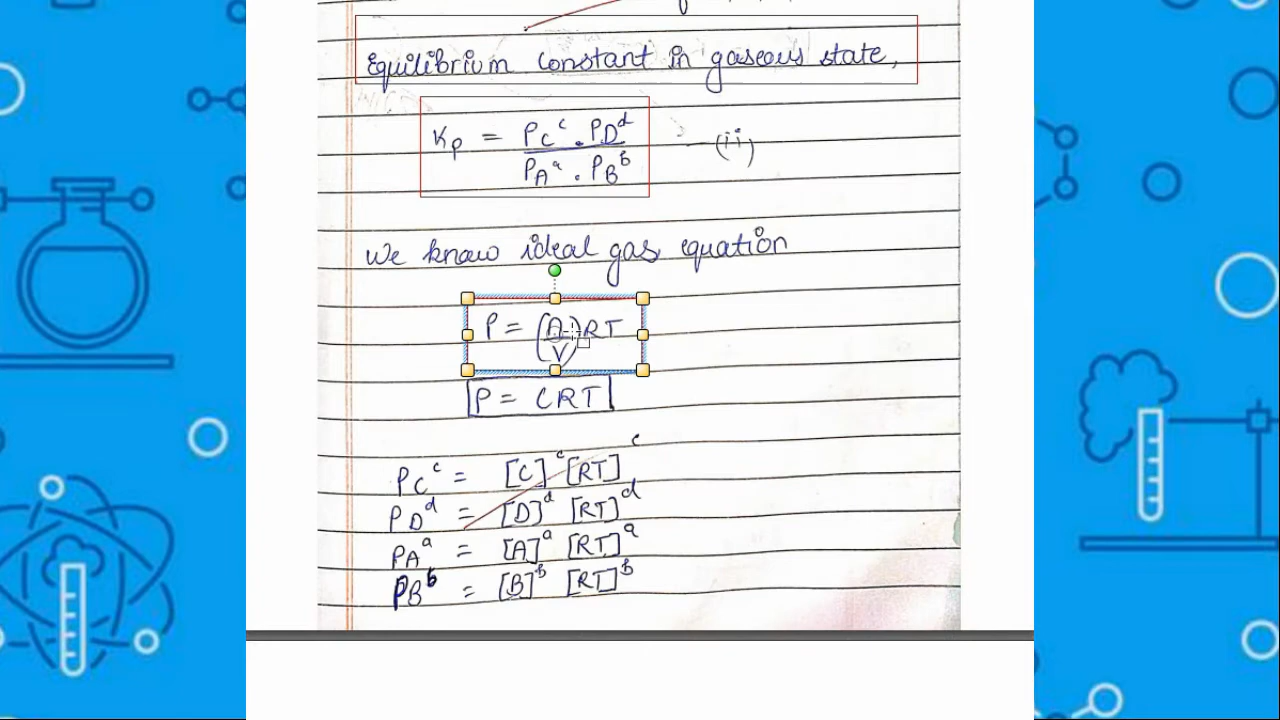 Equilibrium constant in gaseous state,
Kp = PC^c . PD^d / PA^a . PB^b — (ii)
We know ideal gas equation
P = (n/V) RT
P = CRT
PC^c = [C]^c [RT]^c
PD^d = [D]^d [RT]^d
PA^a = [A]^a [RT]^a
PB^b = [B]^b [RT]^b